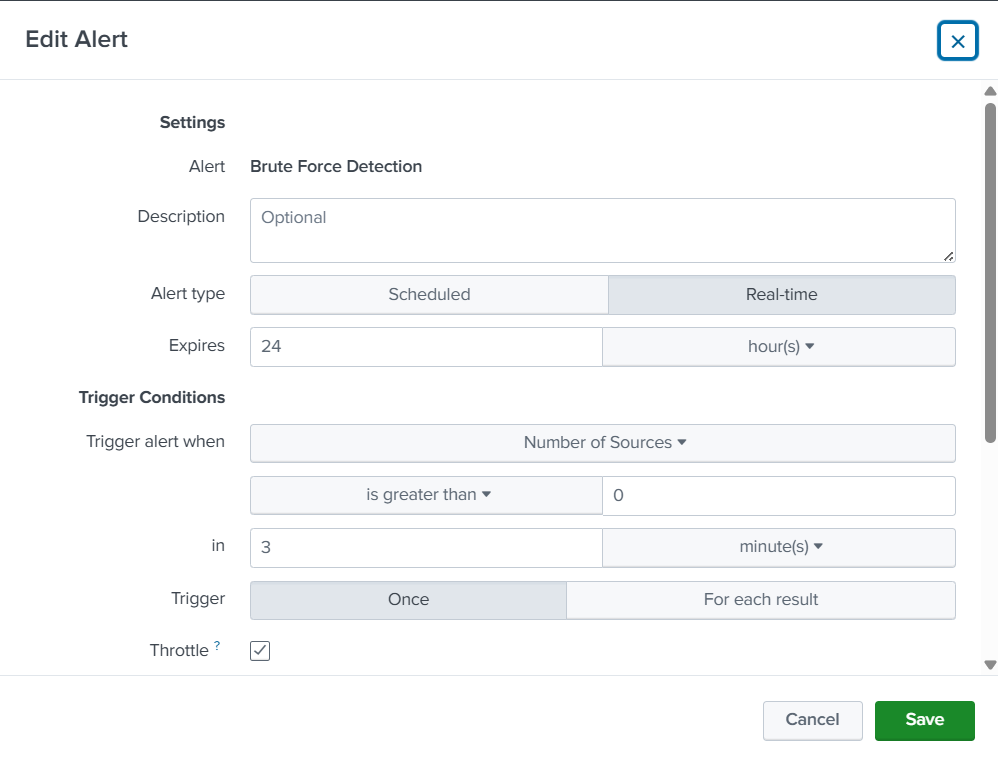 Edit Alert
Settings
Alert Brute Force Detection
Description Optional
Alert type Scheduled Real-time
Expires 24 hour(s)
Trigger Conditions
Trigger alert when Number of Sources
is greater than 0
in 3 minute(s)
Trigger Once For each result
Throttle ?
Cancel Save